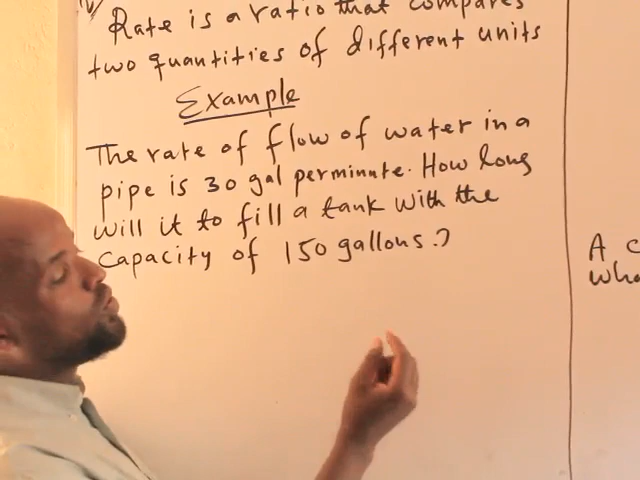 Rate is a ratio that compares
two quantities of different units
Example
The rate of flow of water in a
pipe is 30 gal perminute. How long
will it to fill a tank with the
capacity of 150 gallons.?
A c
wha